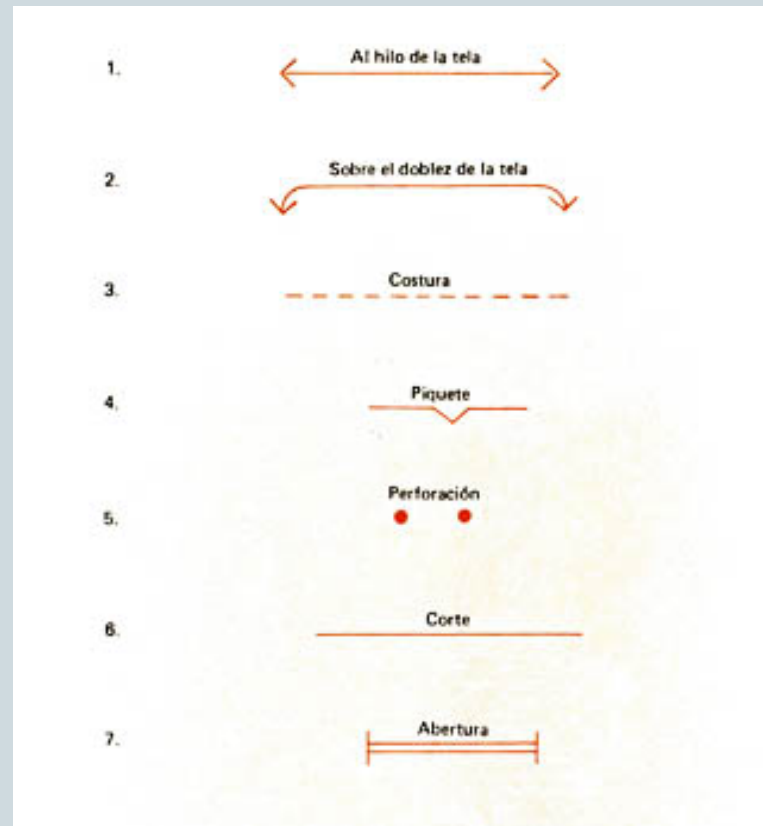 1. Al hilo de la tela
2. Sobre el doblez de la tela
3. Costura
4. Piquete
5. Perforación
6. Corte
7. Abertura